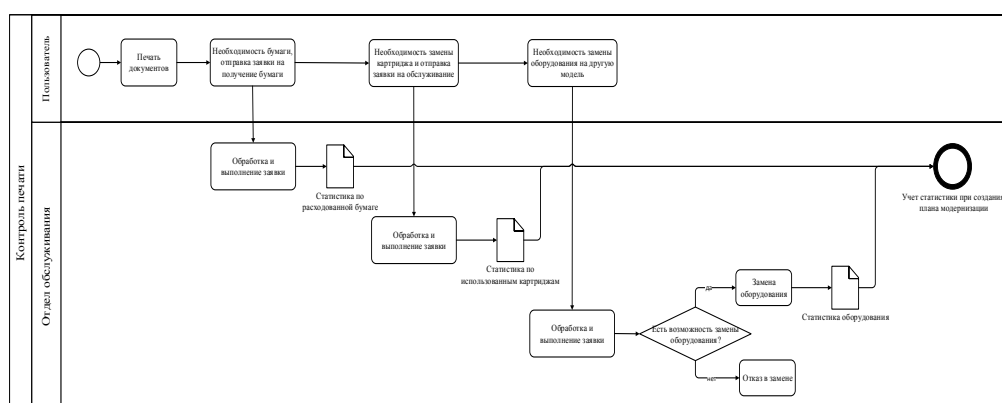 Контроль печати
Пользователь
Печать
документов
Необходимость бумаги,
отправка заявки на
получение бумаги
Необходимость замены
картриджа и отправка
заявки на обслуживание
Необходимость замены
оборудования на другую
модель
Отдел обслуживания
Обработка и
выполнение заявки
Статистика по
расходованной бумаге
Учет статистики при создании
плана модернизации
Обработка и
выполнение заявки
Статистика по
использованным картриджам
Обработка и
выполнение заявки
Есть возможность замены
оборудования?
да
Замена
оборудования
Статистика оборудования
нет
Отказ в замене